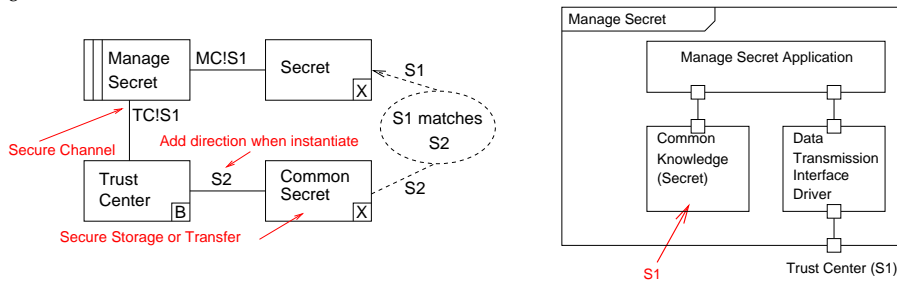 Manage
Secret
MC!S1
Secret
X
S1
S1 matches
S2
TC!S1
Secure Channel
Add direction when instantiate
Trust
Center
B
S2
Common
Secret
X
S2
Secure Storage or Transfer
Manage Secret
Manage Secret Application
Common
Knowledge
(Secret)
Data
Transmission
Interface
Driver
S1
Trust Center (S1)